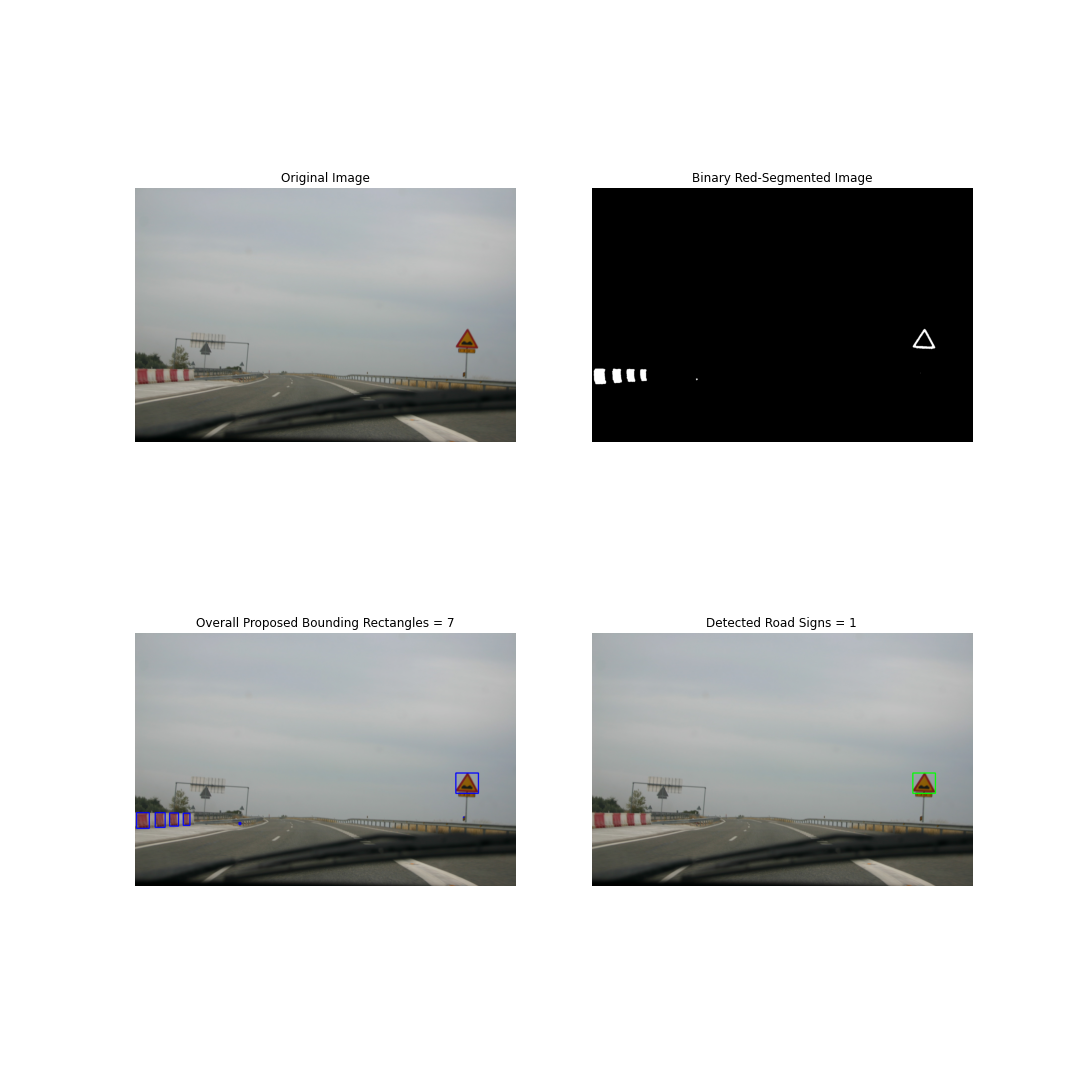 Original Image
Binary Red-Segmented Image
Overall Proposed Bounding Rectangles = 7
Detected Road Signs = 1